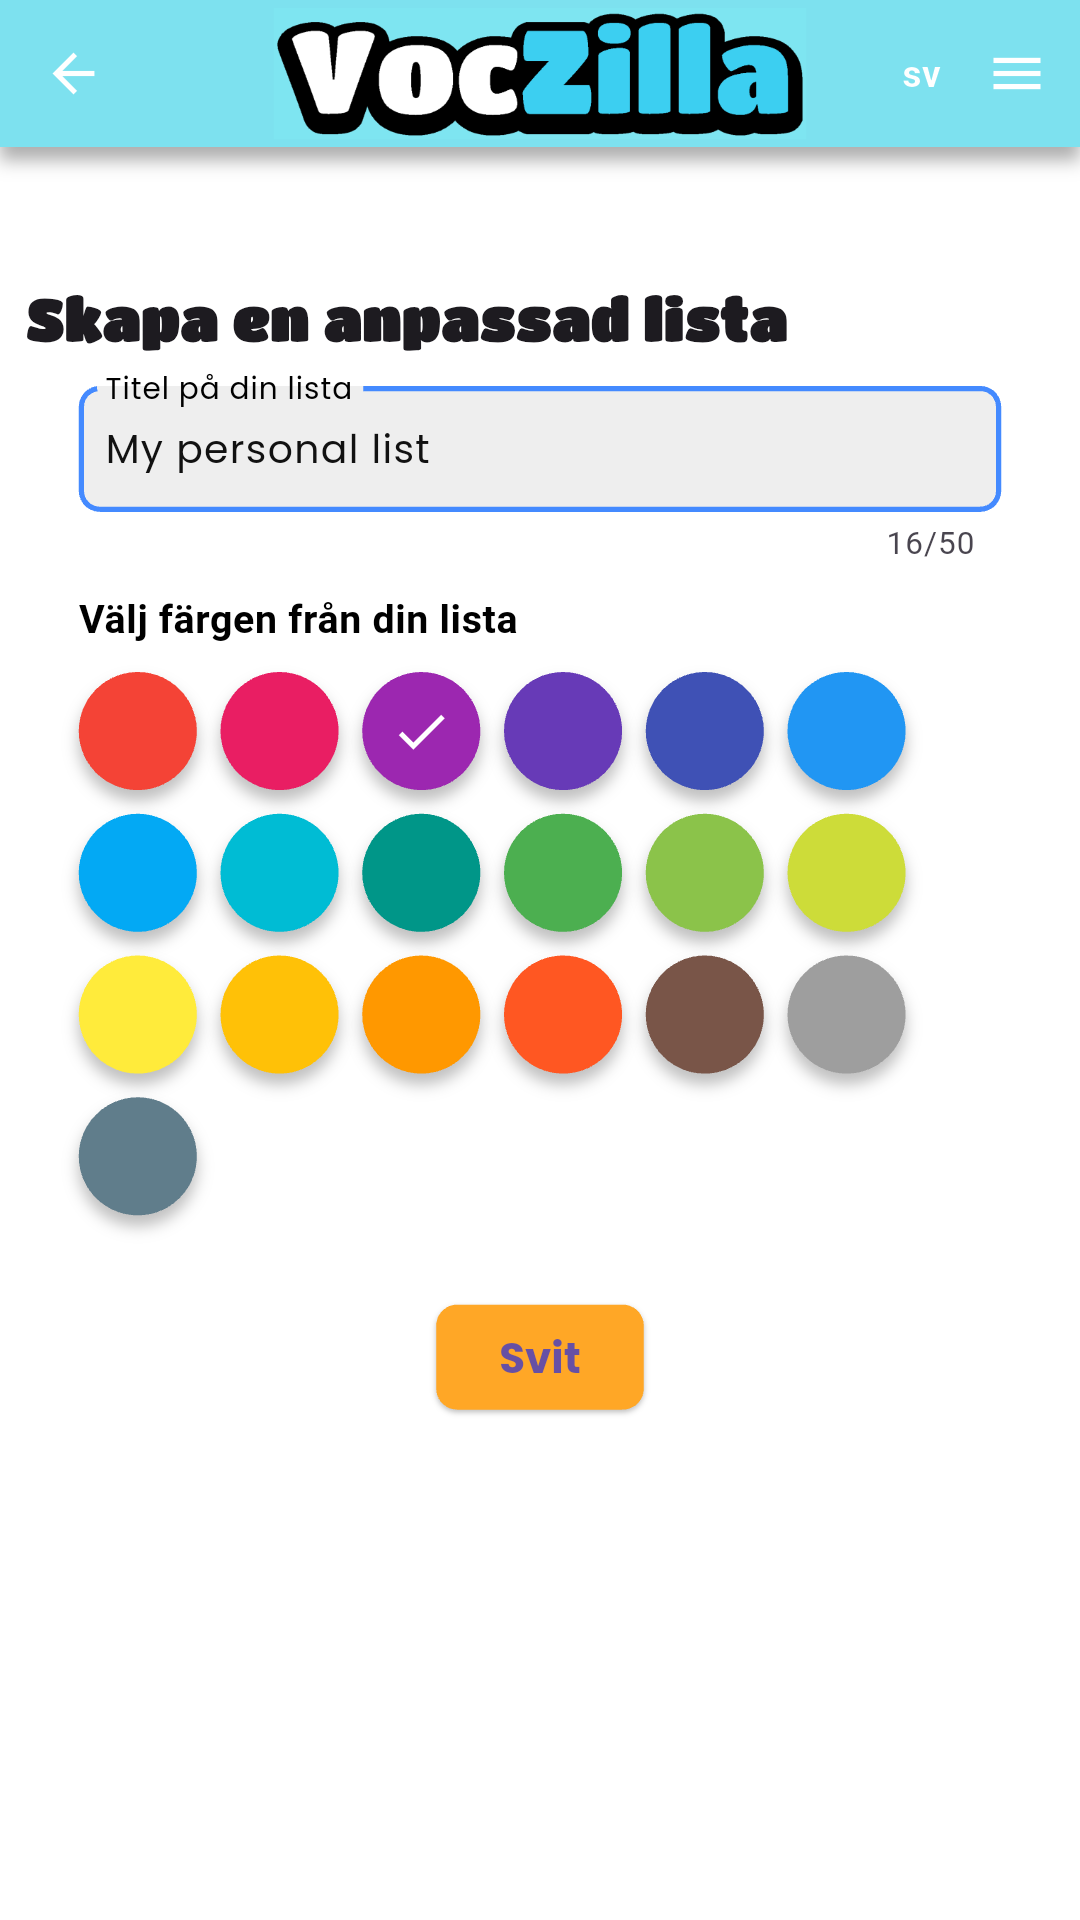 VocZilla
sv
Skapa en anpassad lista
Titel på din lista
My personal list
16/50
Välj färgen från din lista
Svit